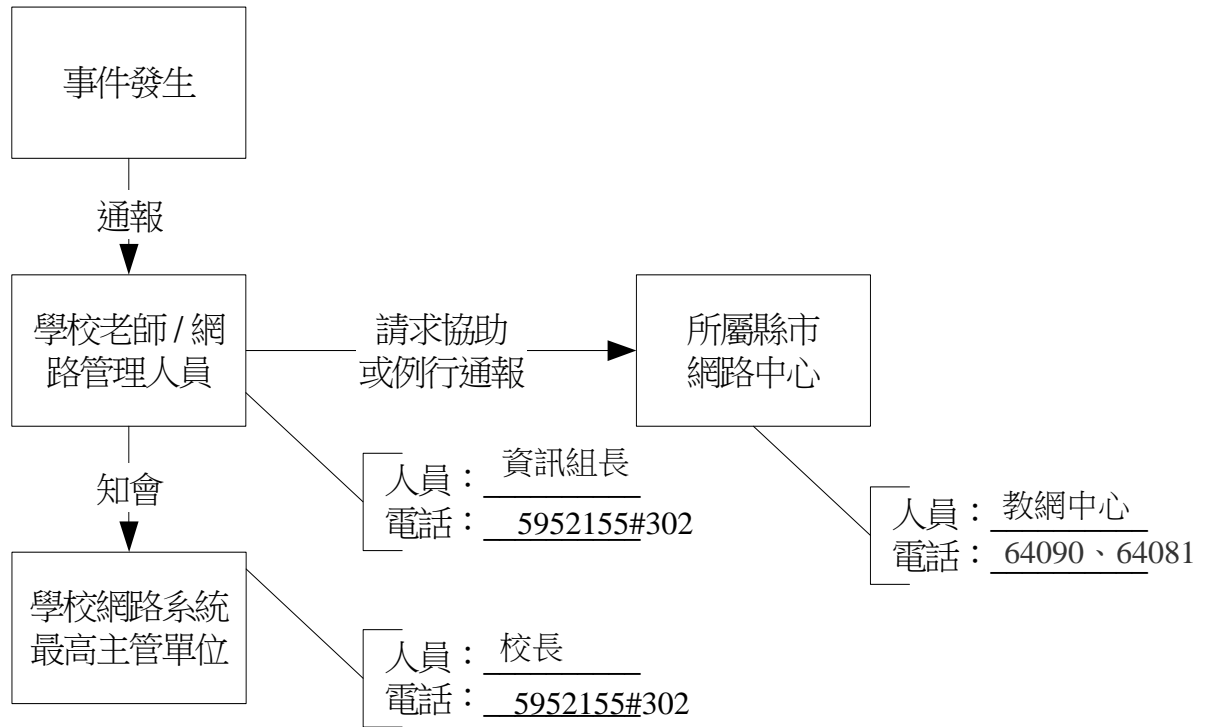 事件發生
通報
學校老師 / 網
路管理人員
請求協助
或例行通報
所屬縣市
網路中心
人員：資訊組長
電話：5952155#302
知會
人員：教網中心
電話：64090、64081
學校網路系統
最高主管單位
人員：校長
電話：5952155#302